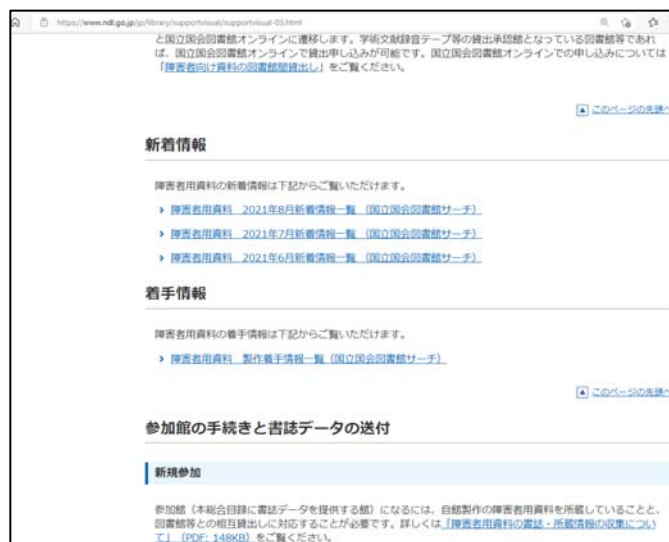 https://www.ndl.go.jp/jp/library/supportvisual/supportvisual-03.html
と国立国会図書館オンラインに遷移します。学術文献録音テープ等の貸出承認館となっている図書館等であれ
ば、国立国会図書館オンラインで貸出申し込みが可能です。国立国会図書館オンラインでの申し込みについては
「障害者向け資料の図書館間貸出し」をご覧ください。
このページの先頭へ
新着情報
障害者用資料の新着情報は下記からご覧いただけます。
障害者用資料 2021年8月新着情報一覧 （国立国会図書館サーチ）
障害者用資料 2021年7月新着情報一覧 （国立国会図書館サーチ）
障害者用資料 2021年6月新着情報一覧 （国立国会図書館サーチ）
着手情報
障害者用資料の着手情報は下記からご覧いただけます。
障害者用資料 製作着手情報一覧（国立国会図書館サーチ）
このページの先頭へ
参加館の手続きと書誌データの送付
新規参加
参加館（本総合目録に書誌データを提供する館）になるには、自館製作の障害者用資料を所蔵していることと、
図書館等との相互貸出しに対応することが必要です。詳しくは「障害者用資料の書誌・所蔵情報の収集につい
て」（PDF: 148KB）をご覧ください。